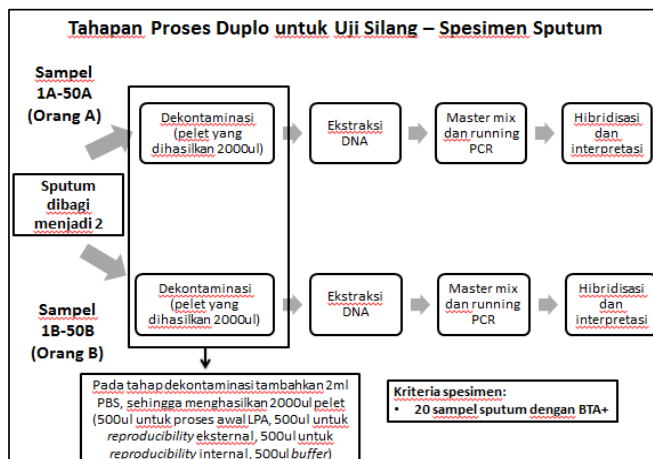 Tahapan Proses Duplo untuk Uji Silang – Spesimen Sputum
Sampel
1A-50A
(Orang A)
Dekontaminasi
(pelet yang
dihasilkan 2000ul)
Ekstraksi
DNA
Master mix
dan running
PCR
Hibridisasi
dan
interpretasi
Sputum
dibagi
menjadi 2
Sampel
1B-50B
(Orang B)
Dekontaminasi
(pelet yang
dihasilkan 2000ul)
Ekstraksi
DNA
Master mix
dan running
PCR
Hibridisasi
dan
interpretasi
Pada tahap dekontaminasi tambahkan 2ml
PBS, sehingga menghasilkan 2000ul pelet
(500ul untuk proses awal LPA, 500ul untuk
reproducibility eksternal, 500ul untuk
reproducibility internal, 500ul buffer)
Kriteria spesimen:
• 20 sampel sputum dengan BTA+